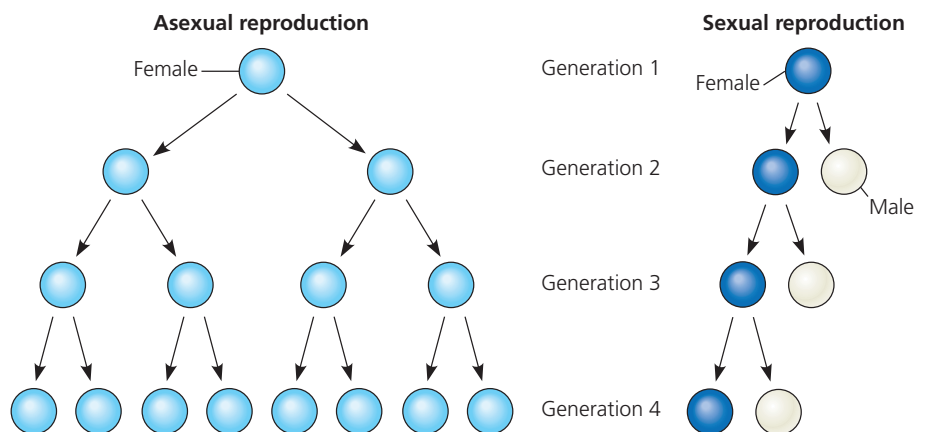 Asexual reproduction
Sexual reproduction
Female
Generation 1
Female
Generation 2
Male
Generation 3
Generation 4